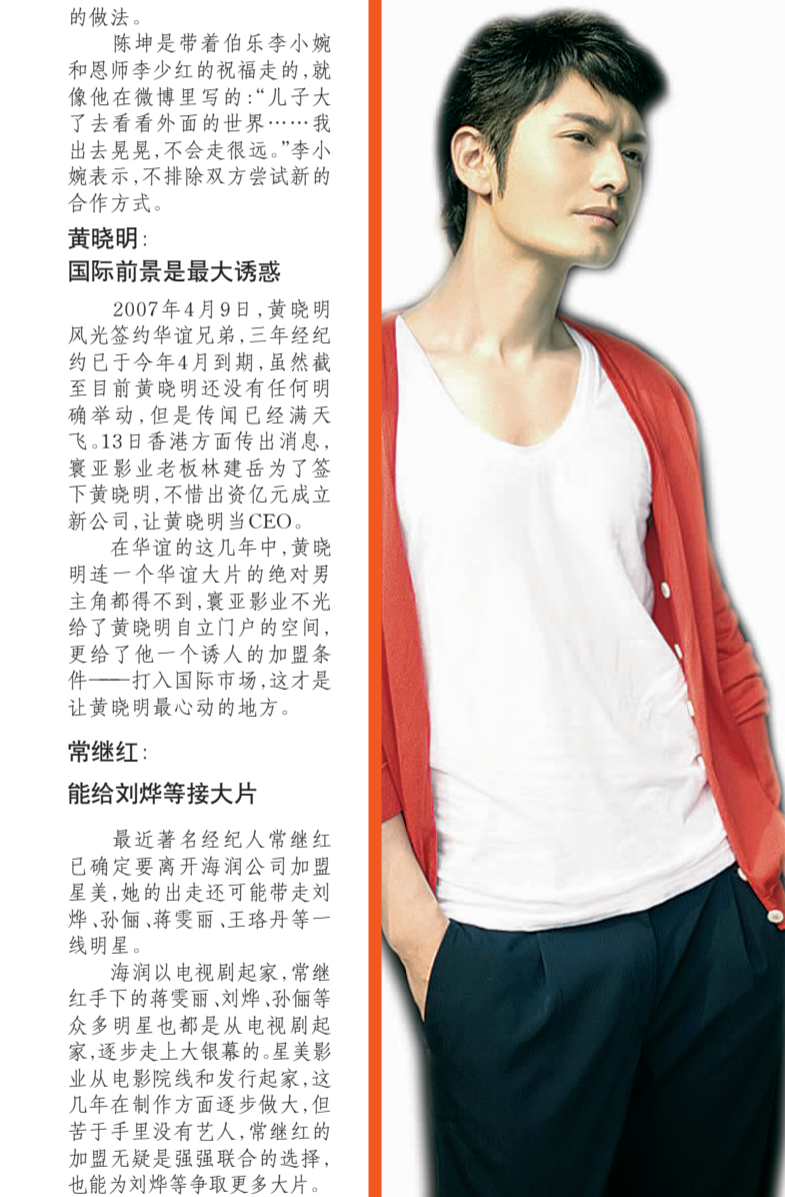 的做法。
陈坤是带着伯乐李小婉
和恩师李少红的祝福走的,就
像他在微博里写的:“儿子大
了去看看外面的世界……我
出去晃晃,不会走很远。”李小
婉表示,不排除双方尝试新的
合作方式。
黄晓明:
国际前景是最大诱惑
2007年4月9日,黄晓明
风光签约华谊兄弟,三年经纪
约已于今年4月到期,虽然截
至目前黄晓明还没有任何明
确举动,但是传闻已经满天
飞。13日香港方面传出消息,
寰亚影业老板林建岳为了签
下黄晓明,不惜出资亿元成立
新公司,让黄晓明当CEO。
在华谊的这几年中,黄晓
明连一个华谊大片的绝对男
主角都得不到,寰亚影业不光
给了黄晓明自立门户的空间,
更给了他一个诱人的加盟条
件——打入国际市场,这才是
让黄晓明最心动的地方。
常继红:
能给刘烨等接大片
最近著名经纪人常继红
已确定要离开海润公司加盟
星美,她的出走还可能带走刘
烨、孙俪、蒋雯丽、王珞丹等一
线明星。
海润以电视剧起家,常继
红手下的蒋雯丽、刘烨、孙俪等
众多明星也都是从电视剧起
家,逐步走上大银幕的。星美影
业从电影院线和发行起家,这
几年在制作方面逐步做大,但
苦于手里没有艺人,常继红的
加盟无疑是强强联合的选择,
也能为刘烨等争取更多大片。